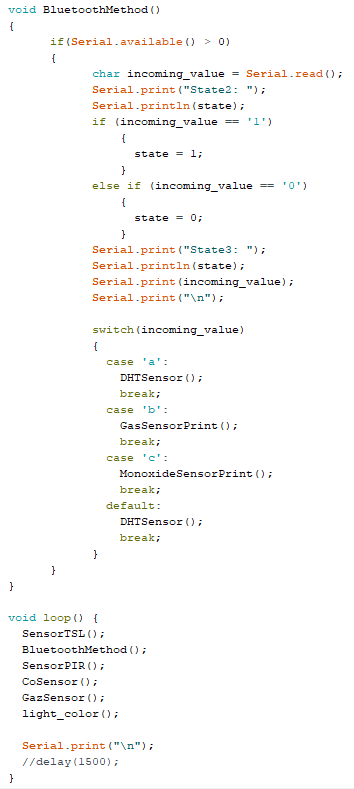 void BluetoothMethod()
{
      if(Serial.available() > 0)
      {
            char incoming_value = Serial.read();
            Serial.print("State2: ");
            Serial.println(state);
            if (incoming_value == '1')
                {
                  state = 1;
                }
            else if (incoming_value == '0')
                {
                  state = 0;
                }
            Serial.print("State3: ");
            Serial.println(state);
            Serial.print(incoming_value);
            Serial.print("\n");

            switch(incoming_value)
            {
              case 'a':
                DHTSensor();
                break;
              case 'b':
                GasSensorPrint();
                break;
              case 'c':
                MonoxideSensorPrint();
                break;
              default:
                DHTSensor();
                break;
            }
      }
}

void loop() {
  SensorTSL();
  BluetoothMethod();
  SensorPIR();
  CoSensor();
  GazSensor();
  light_color();

  Serial.print("\n");
  //delay(1500);
}